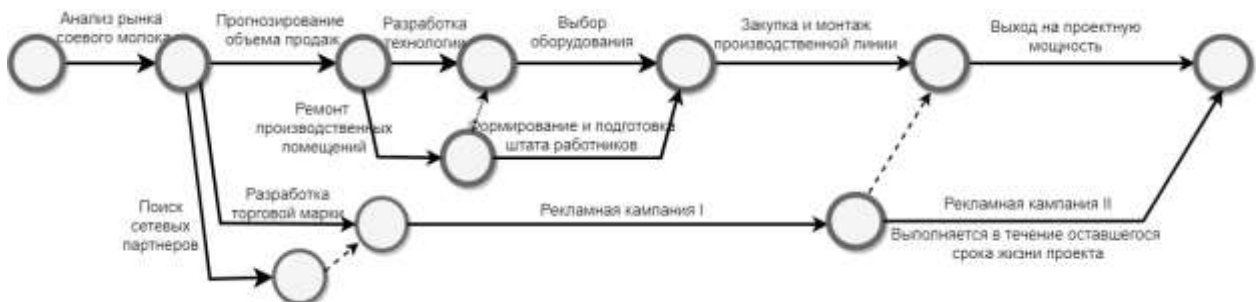 Анализ рынка
соевого молока
Прогнозирование
объема продаж
Разработка
технологии
Выбор
оборудования
Закупка и монтаж
производственной линии
Выход на проектную
мощность
Ремонт
производственных
помещений
Формирование и подготовка
штата работников
Поиск
сетевых
партнеров
Разработка
торговой марки
Рекламная кампания I
Рекламная кампания II
Выполняется в течение оставшегося
срока жизни проекта